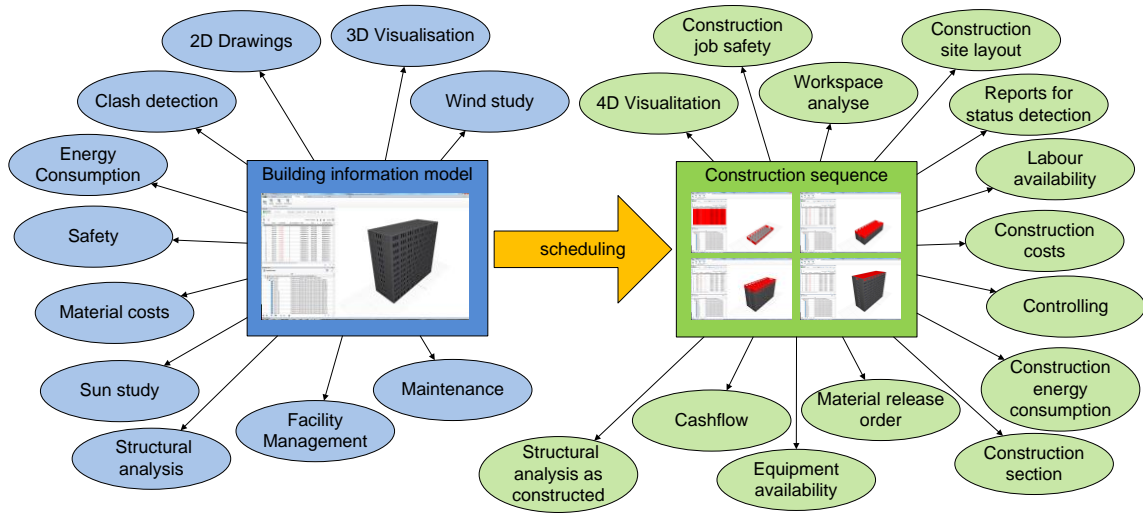 2D Drawings
3D Visualisation
Clash detection
Wind study
Energy
Consumption
Safety
Material costs
Sun study
Structural
analysis
Facility
Management
Maintenance
Building information model
scheduling
Construction sequence
4D Visualitation
Construction
job safety
Workspace
analyse
Construction
site layout
Reports for
status detection
Labour
availability
Construction
costs
Controlling
Construction
energy
consumption
Construction
section
Material release
order
Equipment
availability
Cashflow
Structural
analysis as
constructed